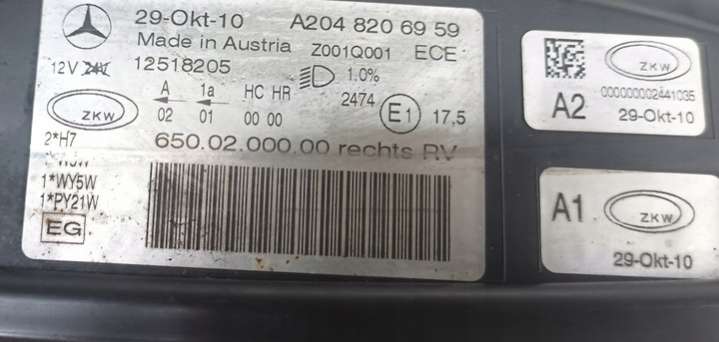 29-Okt-10 A204 820 69 59
Made in Austria Z001Q001 ECE
12V 24V 12518205 1.0%
A 1a HC HR 2474 E1 17,5
ZKW 02 01 00 00
2*H7 650.02.000.00 rechts RV
1*WY5W
1*PY21W
EG
ZKW
000000002441035
A2 29-Okt-10
A1 ZKW
29-Okt-10